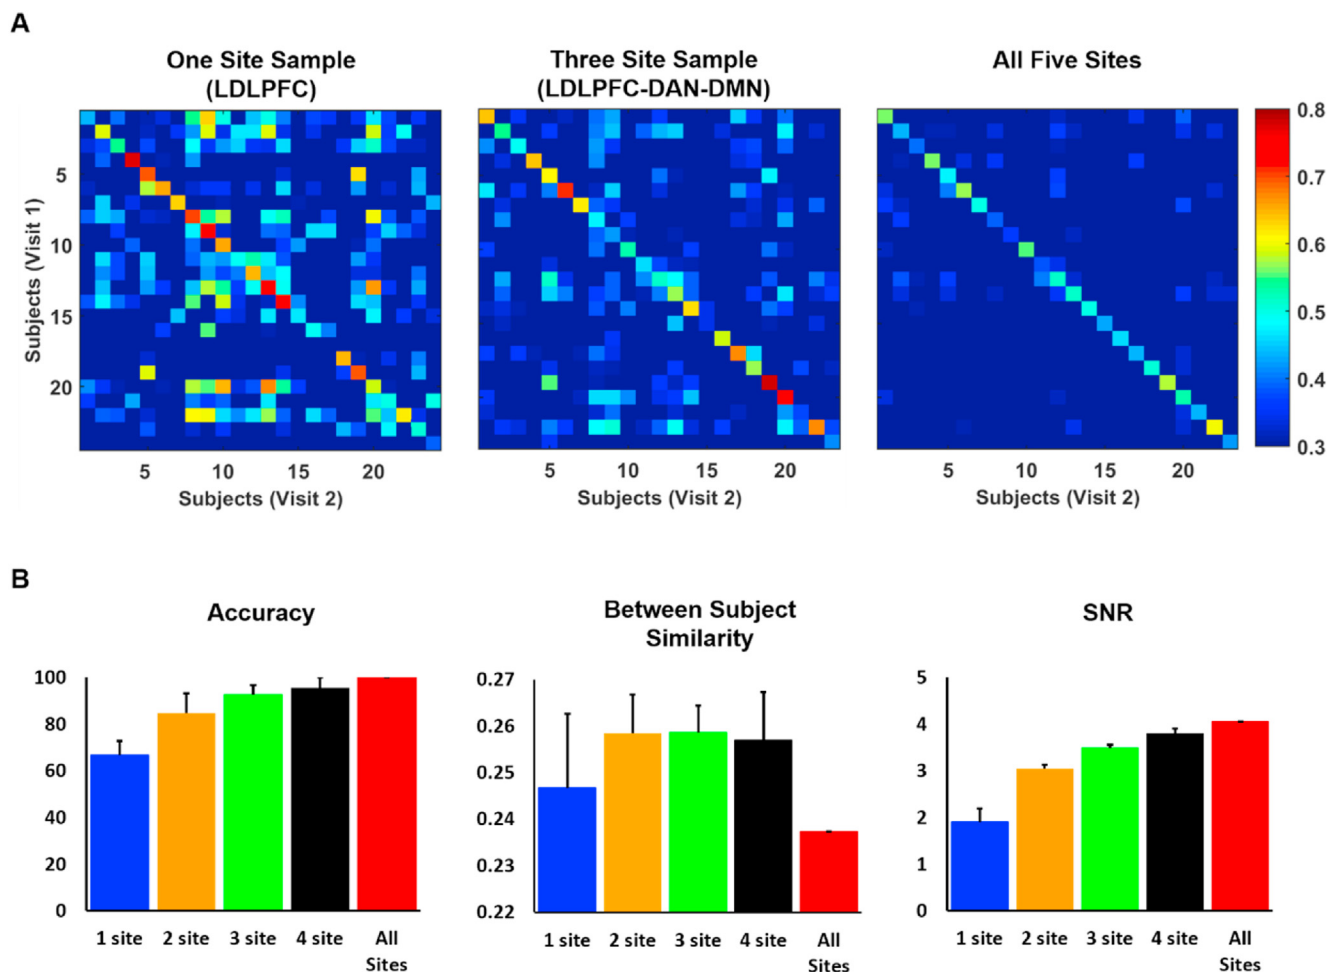 A
One Site Sample
(LDLPFC)
Three Site Sample
(LDLPFC-DAN-DMN)
All Five Sites
Subjects (Visit 1)
5
10
15
20
5 10 15 20
Subjects (Visit 2)
5 10 15 20
Subjects (Visit 2)
5 10 15 20
Subjects (Visit 2)
0.8
0.7
0.6
0.5
0.4
0.3
B
Accuracy
100
80
60
40
20
0
1 site 2 site 3 site 4 site All
Sites
Between Subject
Similarity
0.27
0.26
0.25
0.24
0.23
0.22
1 site 2 site 3 site 4 site All
Sites
SNR
5
4
3
2
1
0
1 site 2 site 3 site 4 site All
Sites